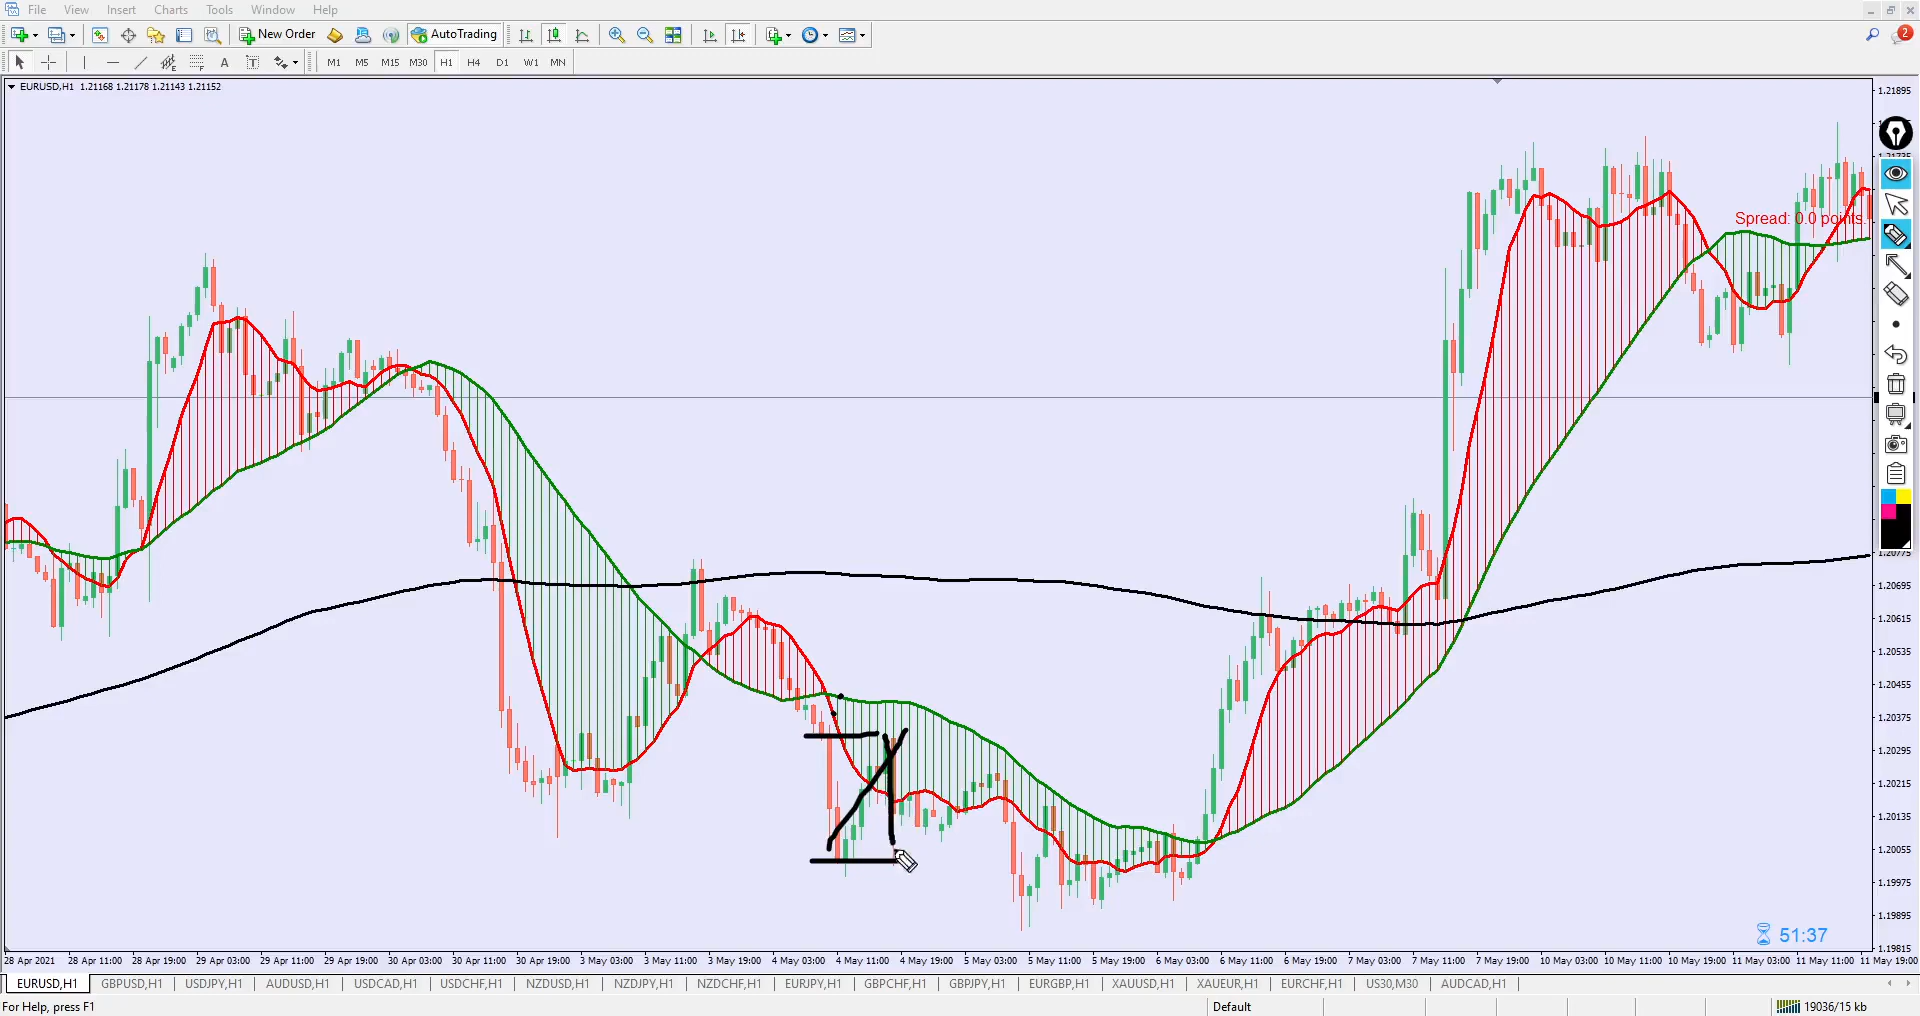 File View Insert Charts Tools Window Help
New Order AutoTrading
2
A T M1 M5 M15 M30 H1 H4 D1 W1 MN
EURUSD,H1 1.21168 1.21178 1.21143 1.21152
1.21895
Spread: 0.0 points.
1.20775
1.20695
1.20615
1.20535
1.20455
1.20375
1.20295
1.20215
1.20135
1.20055
1.19975
1.19895
1.19815
51:37
28 Apr 2021 28 Apr 11:00 28 Apr 19:00 29 Apr 03:00 29 Apr 11:00 29 Apr 19:00 30 Apr 03:00 30 Apr 11:00 30 Apr 19:00 3 May 03:00 3 May 11:00 3 May 19:00 4 May 03:00 4 May 11:00 4 May 19:00 5 May 03:00 5 May 11:00 5 May 19:00 6 May 03:00 6 May 11:00 6 May 19:00 7 May 03:00 7 May 11:00 7 May 19:00 10 May 03:00 10 May 11:00 10 May 19:00 11 May 03:00 11 May 11:00 11 May 19:00
EURUSD,H1 GBPUSD,H1 USDJPY,H1 AUDUSD,H1 USDCAD,H1 USDCHF,H1 NZDUSD,H1 NZDJPY,H1 NZDCHF,H1 EURJPY,H1 GBPCHF,H1 GBPJPY,H1 EURGBP,H1 XAUUSD,H1 XAUEUR,H1 EURCHF,H1 US30,M30 AUDCAD,H1
For Help, press F1 Default 19036/15 kb